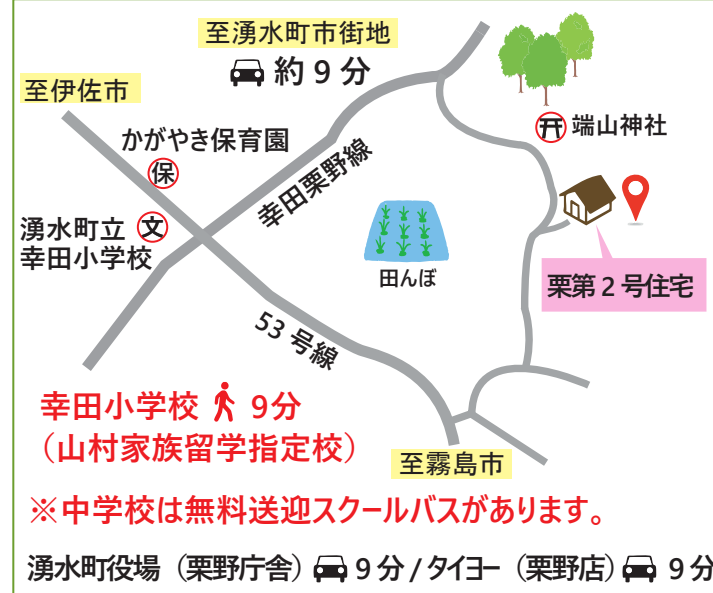 至湧水町市街地
約 9 分
至伊佐市
かがやき保育園
保
幸田栗野線
端山神社
湧水町立
文
幸田小学校
田んぼ
栗第 2 号住宅
53 号線
幸田小学校 9分
（山村家族留学指定校）
至霧島市
※中学校は無料送迎スクールバスがあります。
湧水町役場（栗野庁舎） 9 分 / タイヨー（栗野店） 9 分